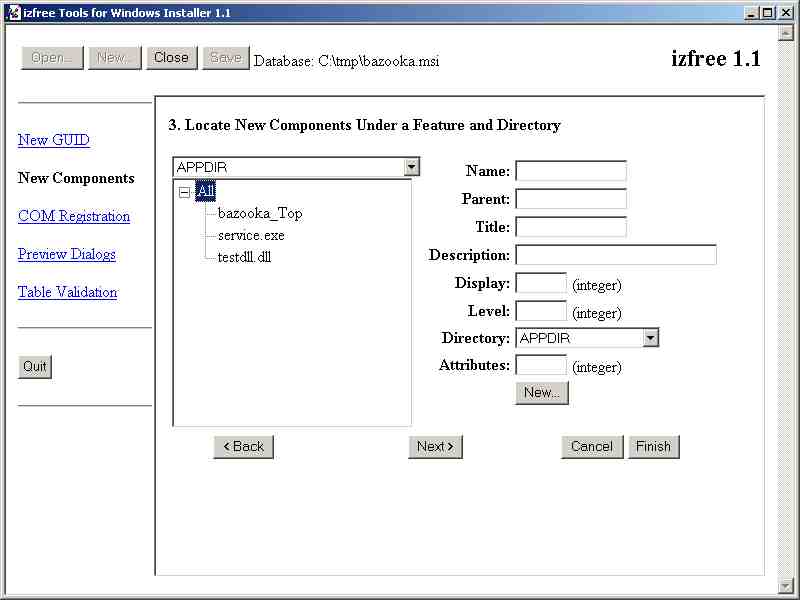 izfree Tools for Windows Installer 1.1
Open... New... Close Save Database: C:\tmp\bazooka.msi izfree 1.1
New GUID
New Components
COM Registration
Preview Dialogs
Table Validation
Quit
3. Locate New Components Under a Feature and Directory
APPDIR
All
bazooka_Top
service.exe
testdll.dll
Name:
Parent:
Title:
Description:
Display: (integer)
Level: (integer)
Directory: APPDIR
Attributes: (integer)
New...
< Back Next > Cancel Finish